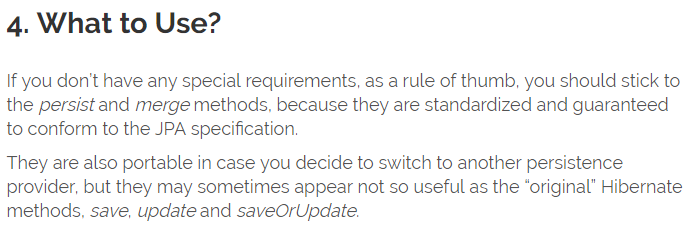 4. What to Use?
If you don't have any special requirements, as a rule of thumb, you should stick to
the persist and merge methods, because they are standardized and guaranteed
to conform to the JPA specification.
They are also portable in case you decide to switch to another persistence
provider, but they may sometimes appear not so useful as the “original” Hibernate
methods, save, update and saveOrUpdate.